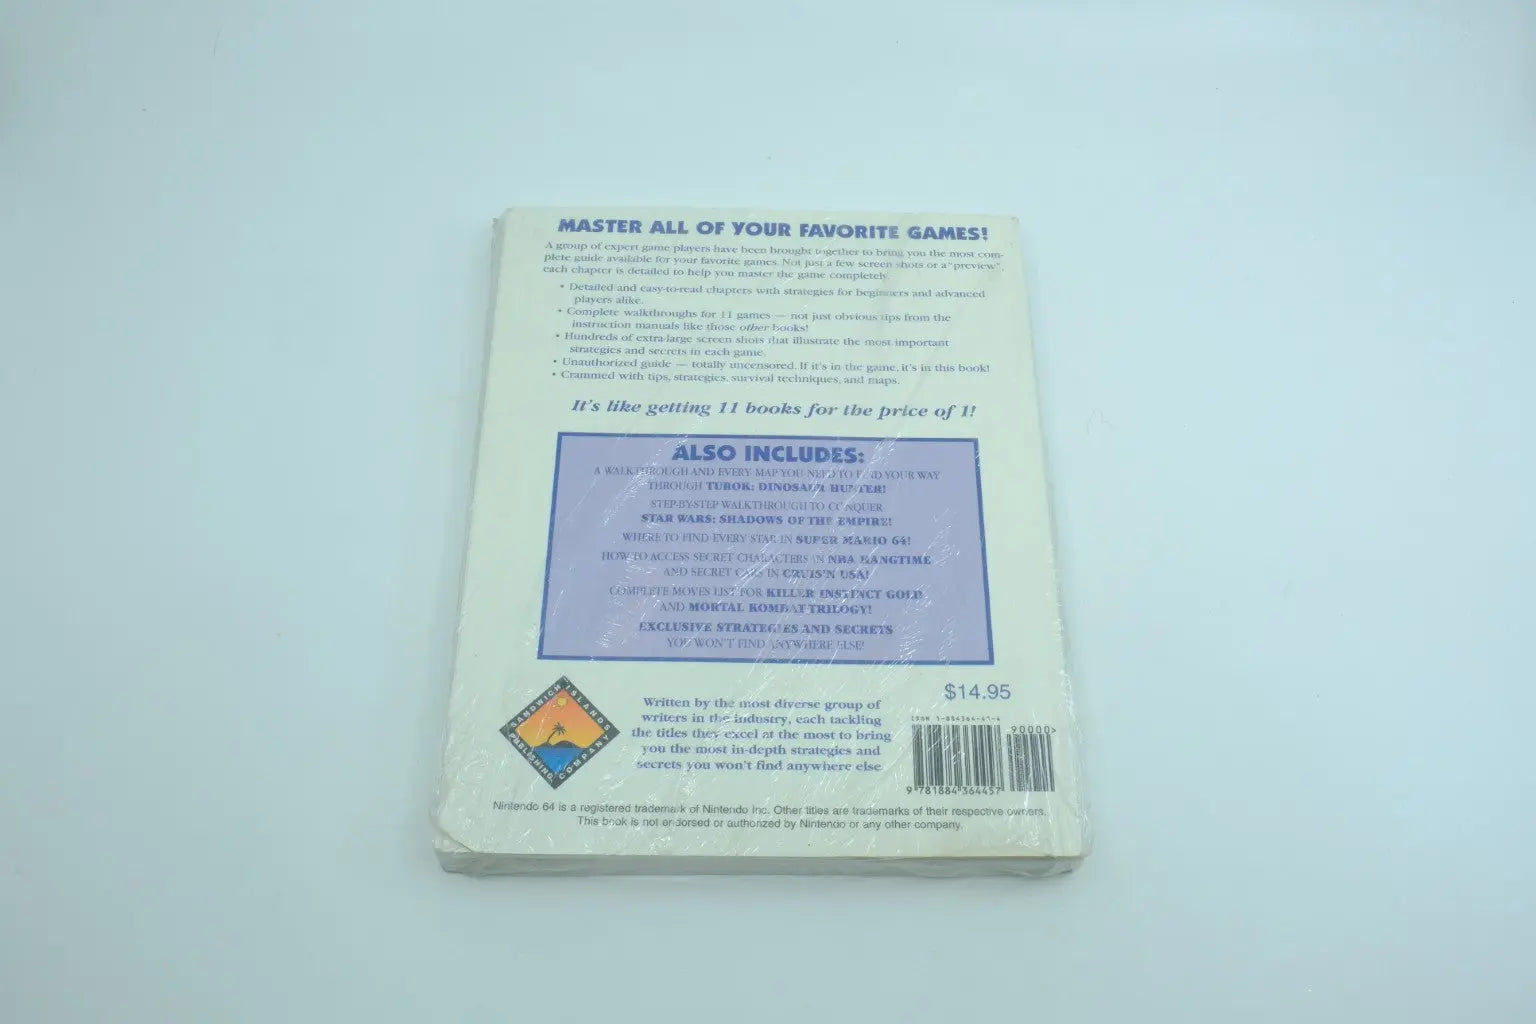 MASTER ALL OF YOUR FAVORITE GAMES!
A group of expert game players have been brought together to bring you the most com-
plete guide available for your favorite games. Not just a few screen shots or a "preview",
each chapter is detailed to help you master the game completely.
• Detailed and easy-to-read chapters with strategies for beginners and advanced
players alike.
• Complete walkthroughs for 11 games — not just obvious tips from the
instruction manuals like those other books!
• Hundreds of extra-large screen shots that illustrate the most important
strategies and secrets in each game.
• Unauthorized guide — totally uncensored. If it's in the game, it's in this book!
• Crammed with tips, strategies, survival techniques, and maps.
It's like getting 11 books for the price of 1!
ALSO INCLUDES:
A WALKTHROUGH AND EVERY MAP YOU NEED TO FIND YOUR WAY
THROUGH TUROK: DINOSAUR HUNTER!
STEP-BY-STEP WALKTHROUGH TO CONQUER
STAR WARS: SHADOWS OF THE EMPIRE!
WHERE TO FIND EVERY STAR IN SUPER MARIO 64!
HOW TO ACCESS SECRET CHARACTERS IN NBA HANGTIME
AND SECRET CARS IN CRUIS'N USA!
COMPLETE MOVES LIST FOR KILLER INSTINCT GOLD
AND MORTAL KOMBAT TRILOGY!
EXCLUSIVE STRATEGIES AND SECRETS
YOU WON'T FIND ANYWHERE ELSE!
SANDWICH ISLANDS
PUBLISHING COMPANY
Written by the most diverse group of
writers in the industry, each tackling
the titles they excel at the most to bring
you the most in-depth strategies and
secrets you won't find anywhere else
$14.95
ISBN
90000>
9 781884 364457
Nintendo 64 is a registered trademark of Nintendo Inc. Other titles are trademarks of their respective owners.
This book is not endorsed or authorized by Nintendo or any other company.